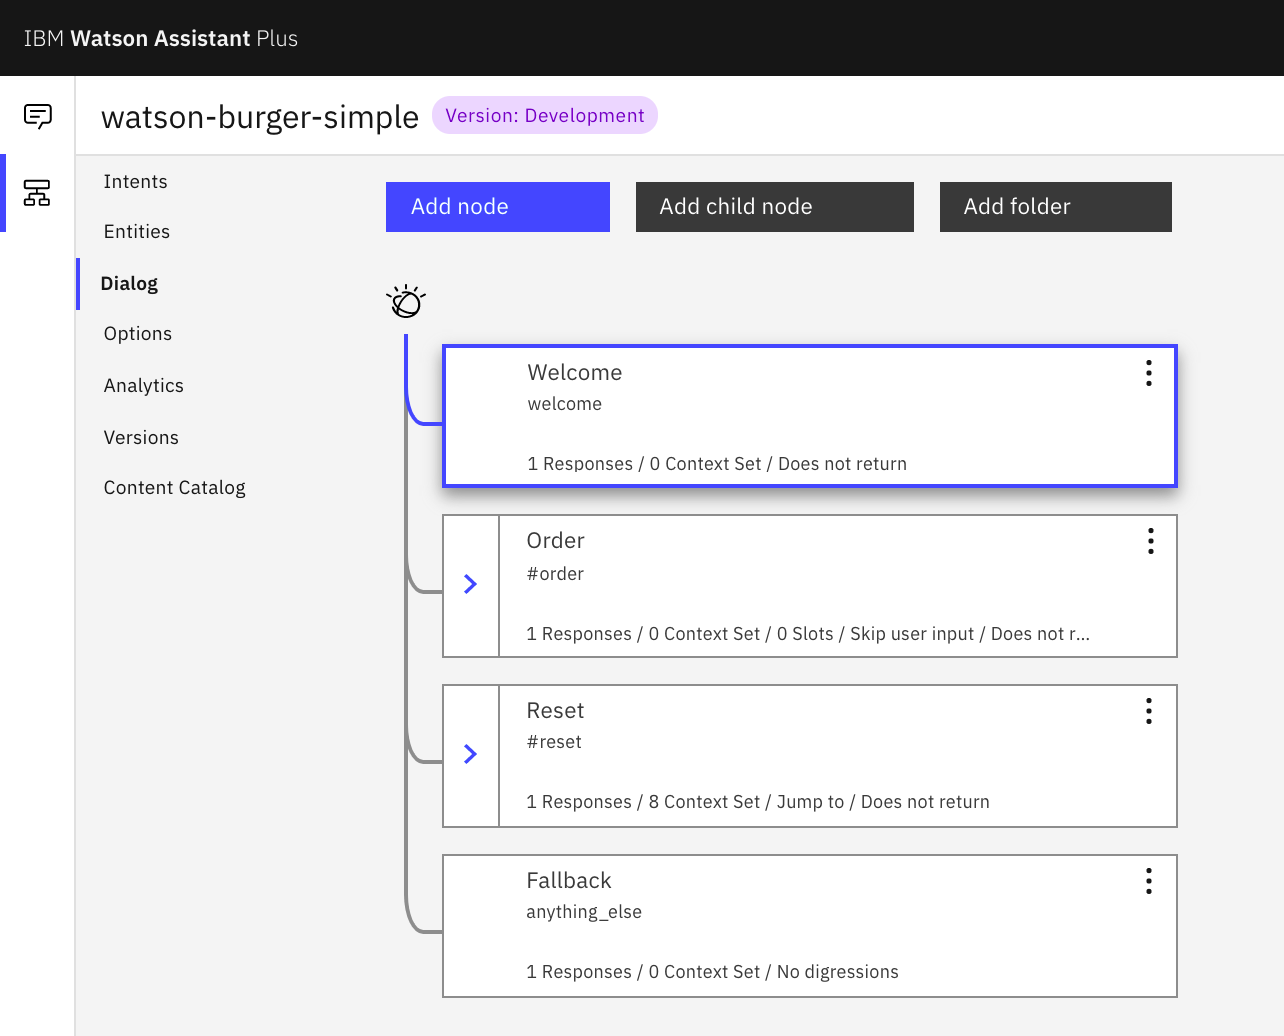 IBM Watson Assistant Plus
watson-burger-simple Version: Development
Intents
Entities
Dialog
Options
Analytics
Versions
Content Catalog
Add node
Add child node
Add folder
Welcome
welcome
1 Responses / 0 Context Set / Does not return
Order
#order
1 Responses / 0 Context Set / 0 Slots / Skip user input / Does not r...
Reset
#reset
1 Responses / 8 Context Set / Jump to / Does not return
Fallback
anything_else
1 Responses / 0 Context Set / No digressions